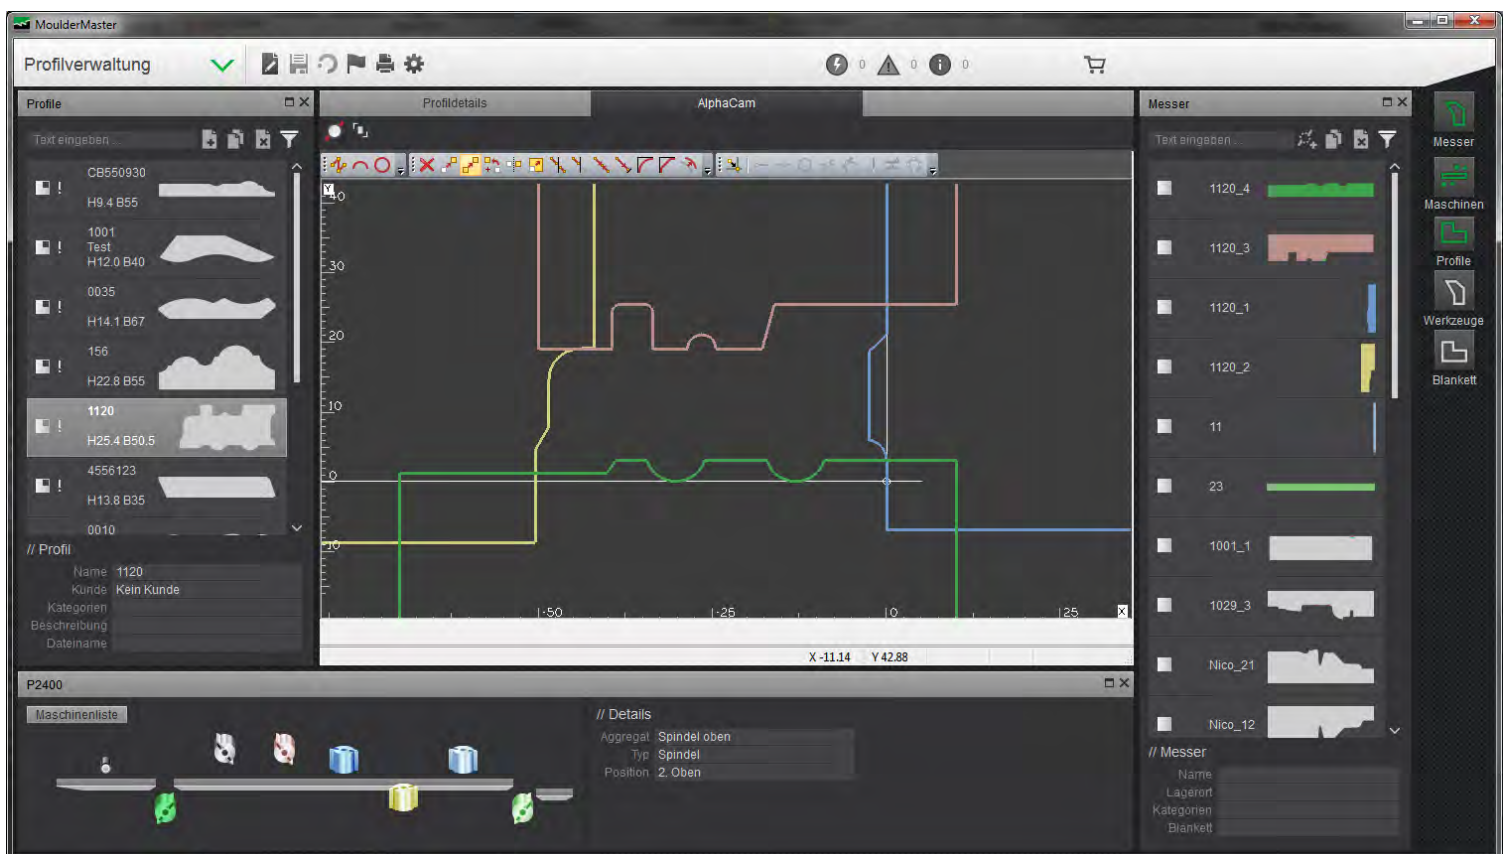 MoulderMaster
Profilverwaltung
0 0 0
Profile
Text eingeben ...
CB550930
H9.4 B55
1001
Test
H12.0 B40
0035
H14.1 B67
156
H22.8 B55
1120
H25.4 B50.5
4556123
H13.8 B35
0010
// Profil
Name 1120
Kunde Kein Kunde
Kategorien
Beschreibung
Dateiname
Profildetails
AlphaCam
Y
40
30
20
10
0
-10
-50
-25
0
25
X
X -11.14 Y 42.88
Messer
Text eingeben ...
1120_4
1120_3
1120_1
1120_2
11
23
1001_1
1029_3
Nico_21
Nico_12
// Messer
Name
Lagerort
Kategorien
Blankett
Messer
Maschinen
Profile
Werkzeuge
Blankett
P2400
Maschinenliste
// Details
Aggregat Spindel oben
Typ Spindel
Position 2. Oben